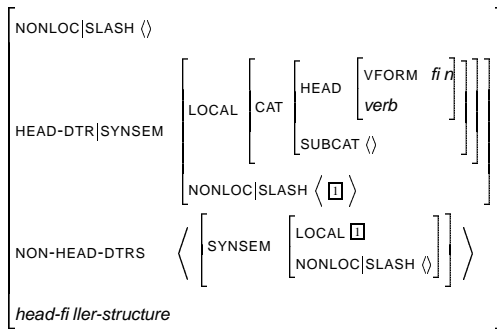 NONLOC|SLASH ⟨⟩
HEAD-DTR|SYNSEM [LOCAL [CAT [HEAD [VFORM fin
verb]
SUBCAT ⟨⟩]]
NONLOC|SLASH ⟨ 1 ⟩]
NON-HEAD-DTRS ⟨ [SYNSEM [LOCAL 1
NONLOC|SLASH ⟨⟩]] ⟩
head-filler-structure